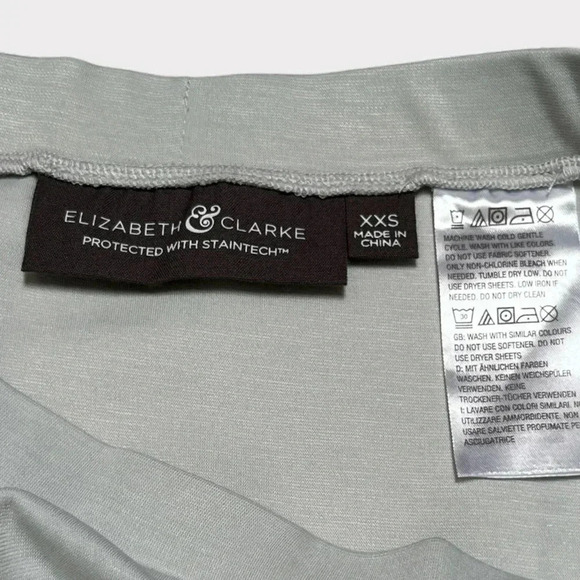 ELIZABETH & CLARKE
PROTECTED WITH STAINTECH™
XXS
MADE IN
CHINA
MACHINE WASH COLD GENTLE
CYCLE. WASH WITH LIKE COLORS.
DO NOT USE FABRIC SOFTENER.
ONLY NON-CHLORINE BLEACH WHEN
NEEDED. TUMBLE DRY LOW. DO NOT
USE DRYER SHEETS. LOW IRON IF
NEEDED. DO NOT DRY CLEAN
30
GB: WASH WITH SIMILAR COLOURS.
DO NOT USE SOFTENER. DO NOT
USE DRYER SHEETS
D: MIT ÄHNLICHEN FARBEN
WASCHEN. KEINEN WEICHSPÜLER
VERWENDEN. KEINE
TROCKENER-TÜCHER VERWENDEN
I: LAVARE CON COLORI SIMILARI.
UTILIZZARE AMMORBIDENTE. NON
USARE SALVIETTE PROFUMATE PE
ASCIUGATRICE